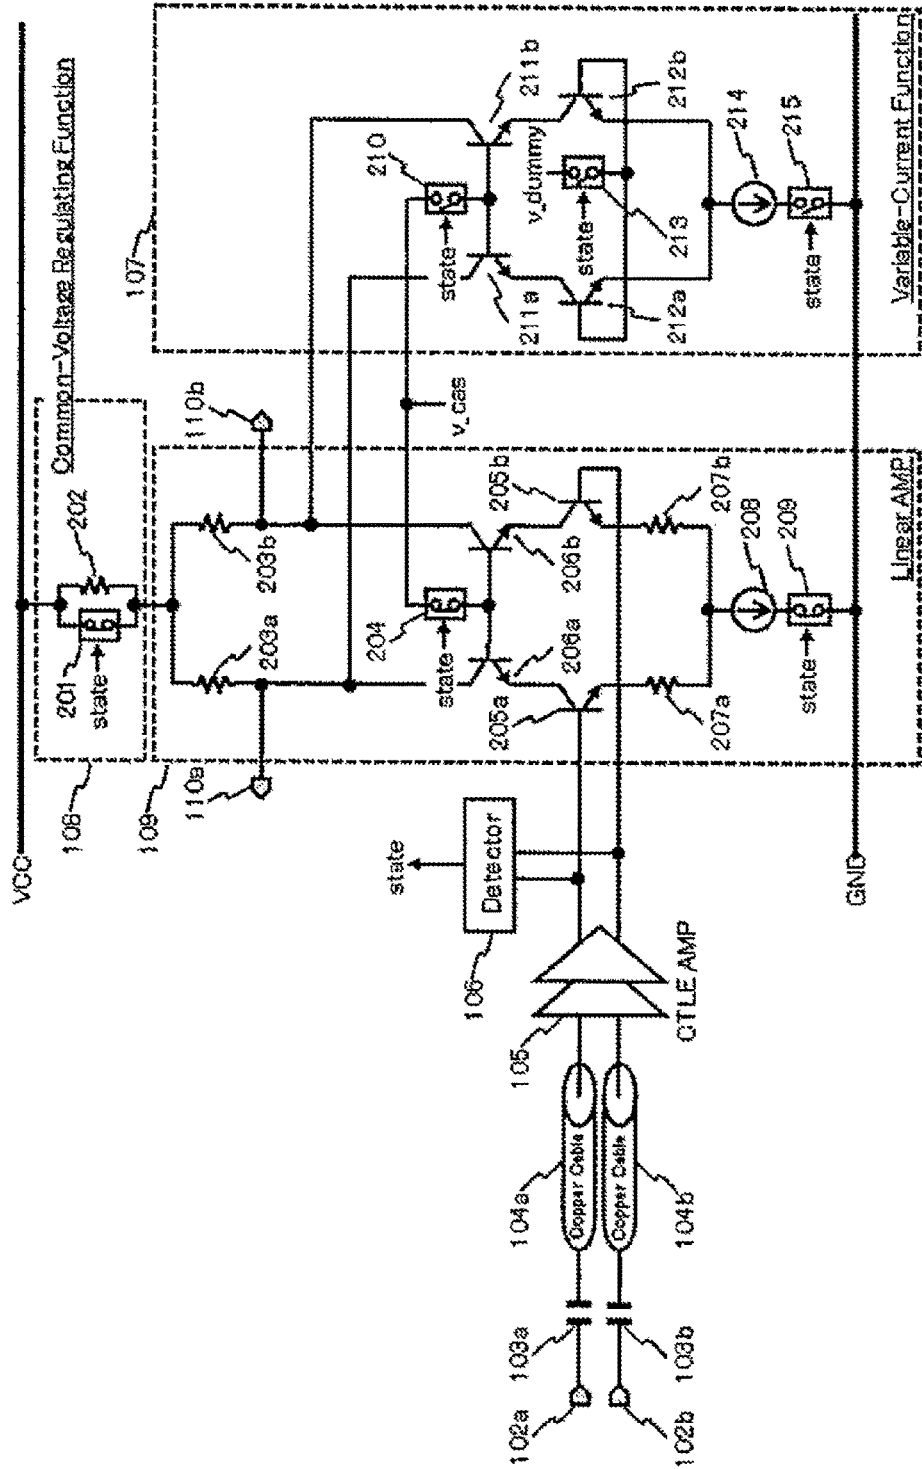 VCC
108
109
110a
201
state
202
Common-Voltage Regulating Function
203a
203b
110b
107
204
state
v_cas
206a
206b
205a
205b
207a
207b
208
209
state
Linear AMP
210
state
211a
211b
v_dummy
state
213
212a
212b
214
215
state
Variable-Current Function
GND
state
Detector
106
105
CTLE AMP
104a
Copper Cable
Copper Cable
104b
103a
103b
102a
102b